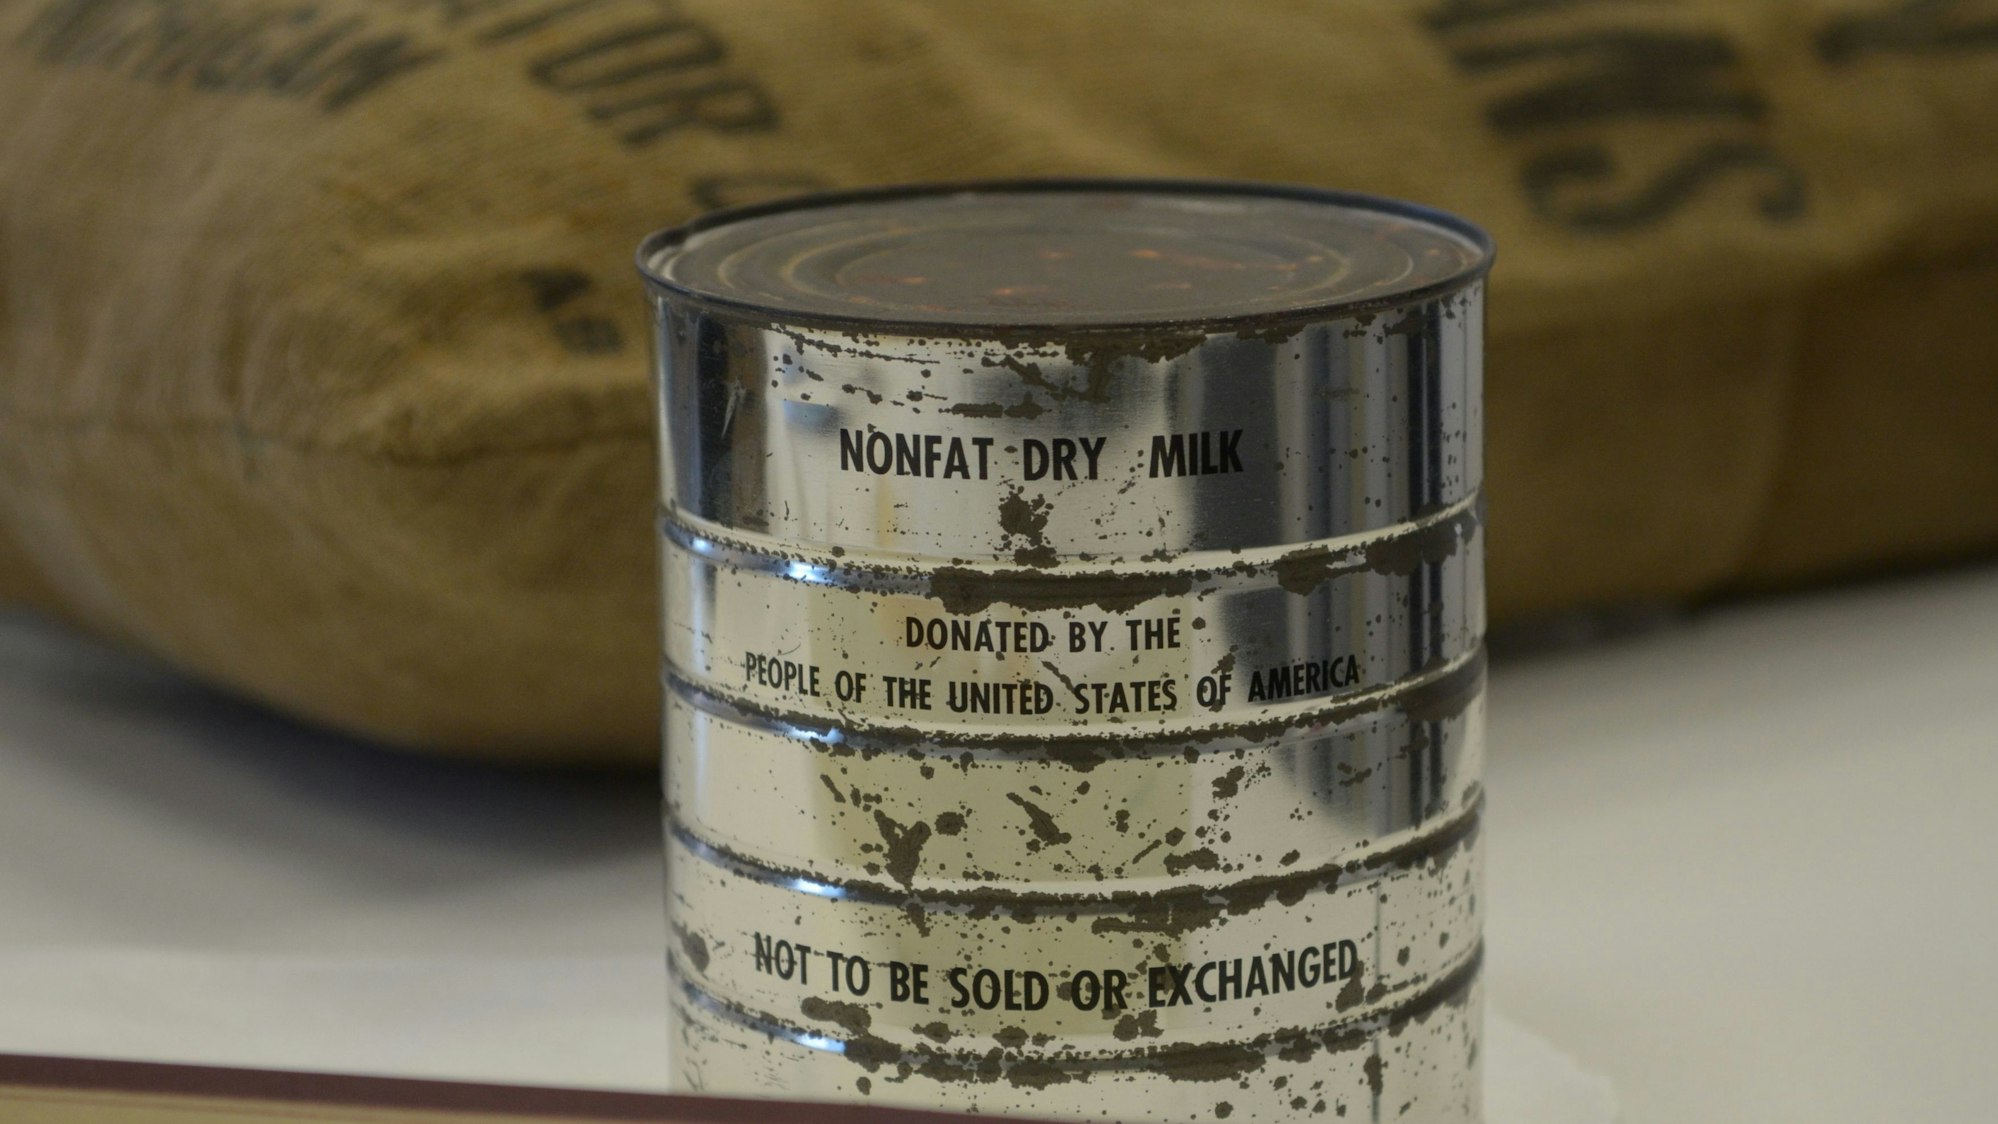 NONFAT DRY MILK
DONATED BY THE
PEOPLE OF THE UNITED STATES OF AMERICA
NOT TO BE SOLD OR EXCHANGED